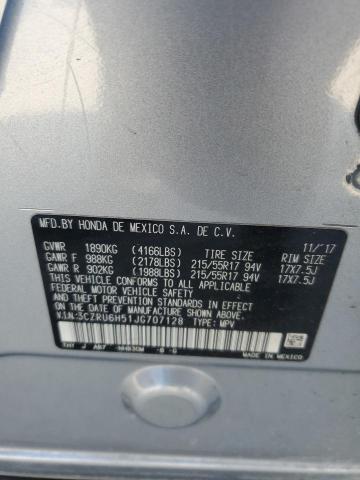 MFD.BY HONDA DE MEXICO S.A. DE C.V.
GVWR 1890KG (4166LBS) TIRE SIZE 11/'17 RIM SIZE
GAWR F 988KG (2178LBS) 215/55R17 94V 17X7.5J
GAWR R 902KG (1988LBS) 215/55R17 94V 17X7.5J
THIS VEHICLE CONFORMS TO ALL APPLICABLE
FEDERAL MOTOR VEHICLE SAFETY AND THEFT
PREVENTION STANDARDS IN EFFECT ON THE DATE
OF MANUFACTURE SHOWN ABOVE.
V.I.N:3CZRU6H51JG707128 TYPE: MPV
MADE IN MEXICO